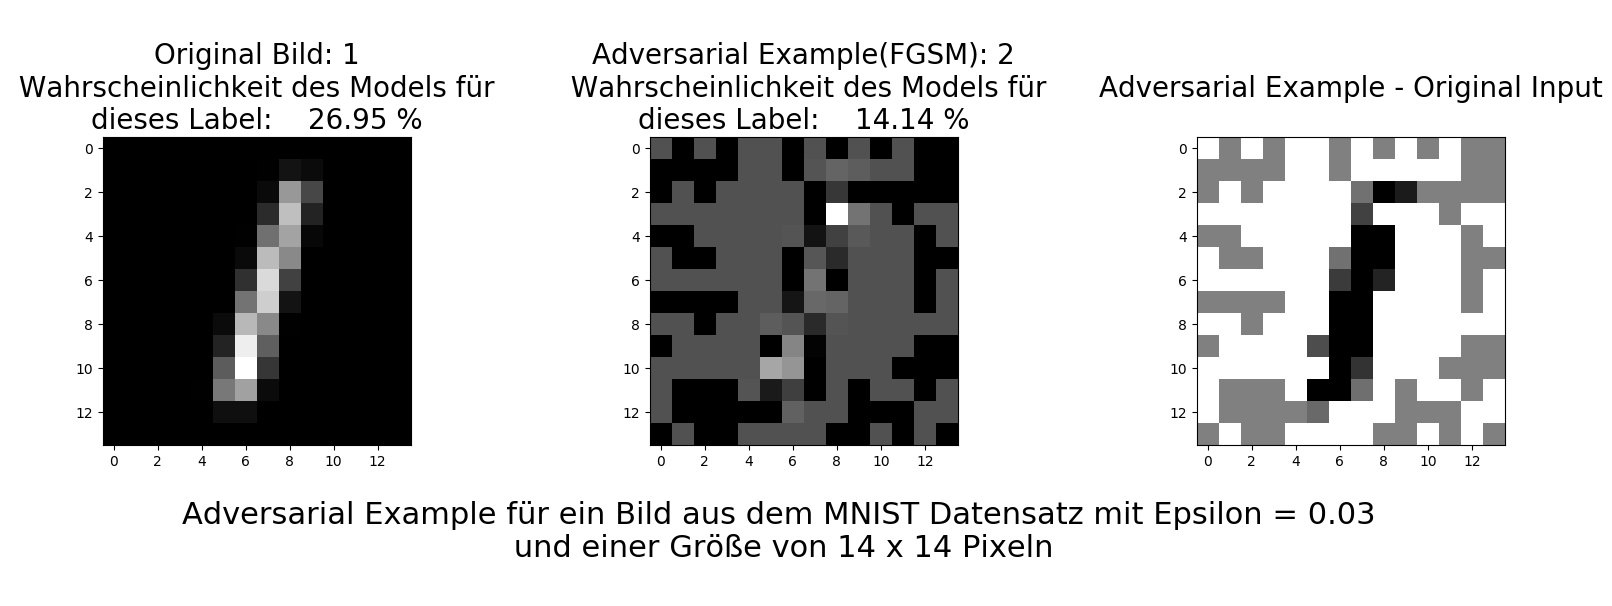 Original Bild: 1
Wahrscheinlichkeit des Models für
dieses Label: 26.95 %
0
2
4
6
8
10
12
0 2 4 6 8 10 12
Adversarial Example(FGSM): 2
Wahrscheinlichkeit des Models für
dieses Label: 14.14 %
0
2
4
6
8
10
12
0 2 4 6 8 10 12
Adversarial Example - Original Input
0
2
4
6
8
10
12
0 2 4 6 8 10 12
Adversarial Example für ein Bild aus dem MNIST Datensatz mit Epsilon = 0.03
und einer Größe von 14 x 14 Pixeln